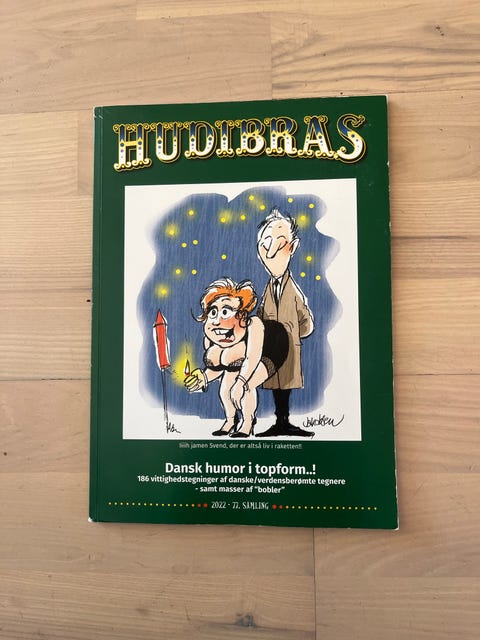 HUDIBRAS
Iiiih jamen Svend, der er altså liv i raketten!!
Dansk humor i topform..!
186 vittighedstegninger af danske/verdensberømte tegnere
- samt masser af "bobler"
2022 - 77. SAMLING